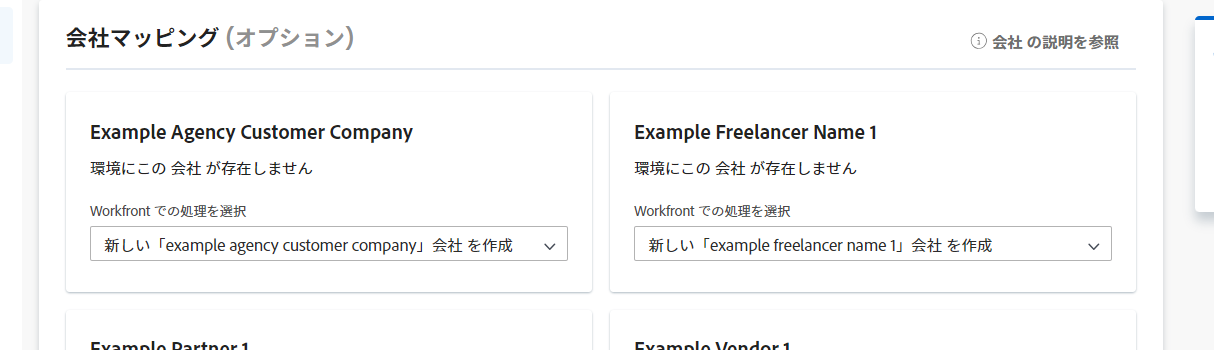 会社マッピング (オプション)
会社 の説明を参照
Example Agency Customer Company
環境にこの 会社 が存在しません
Workfront での処理を選択
新しい「example agency customer company」会社 を作成
Example Freelancer Name 1
環境にこの 会社 が存在しません
Workfront での処理を選択
新しい「example freelancer name 1」会社 を作成
Example Partner 1
Example Vendor 1